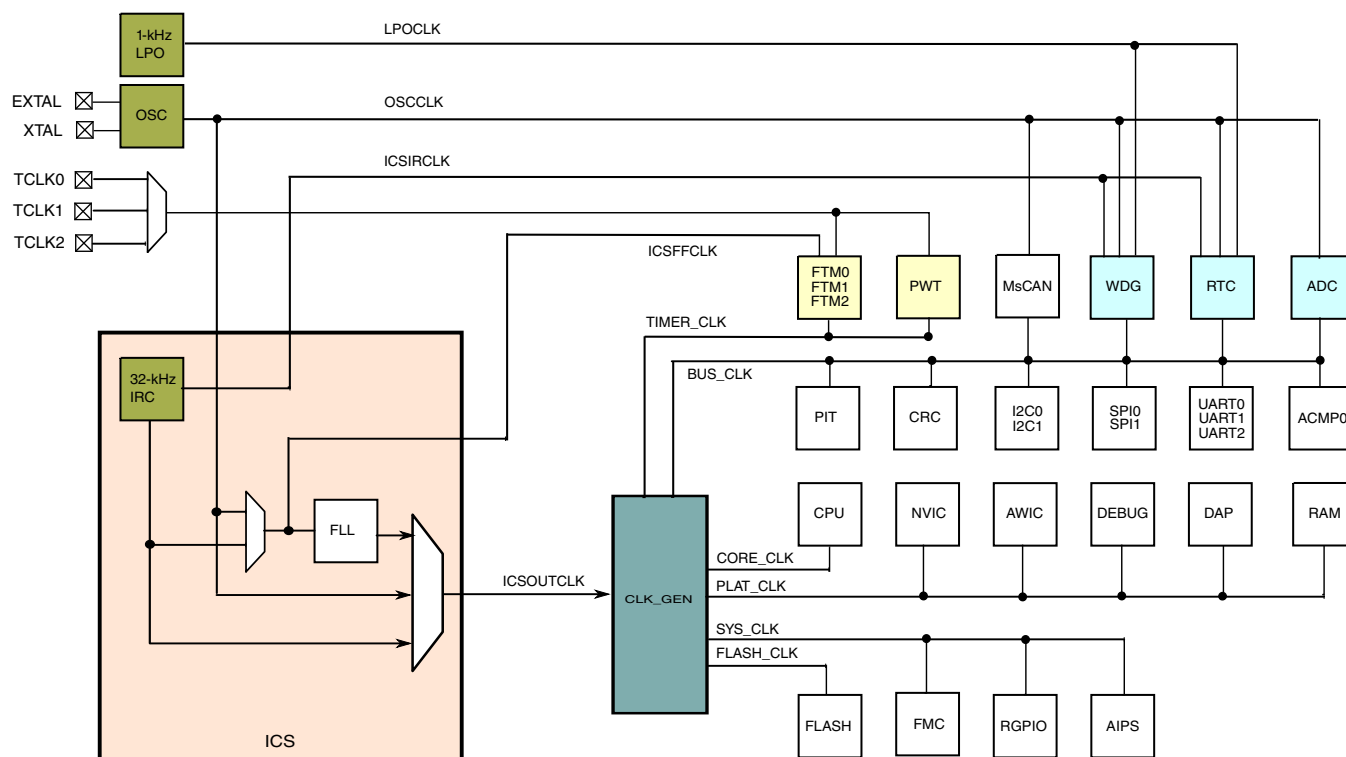 1-kHz
LPO
LPOCLK
EXTAL
XTAL
OSC
OSCCLK
TCLK0
TCLK1
TCLK2
ICSIRCLK
ICSFFCLK
FTM0
FTM1
FTM2
PWT
MsCAN
WDG
RTC
ADC
TIMER_CLK
BUS_CLK
32-kHz
IRC
PIT
CRC
I2C0
I2C1
SPI0
SPI1
UART0
UART1
UART2
ACMP0
FLL
CPU
NVIC
AWIC
DEBUG
DAP
RAM
ICSOUTCLK
CLK_GEN
CORE_CLK
PLAT_CLK
SYS_CLK
FLASH_CLK
FLASH
FMC
RGPIO
AIPS
ICS